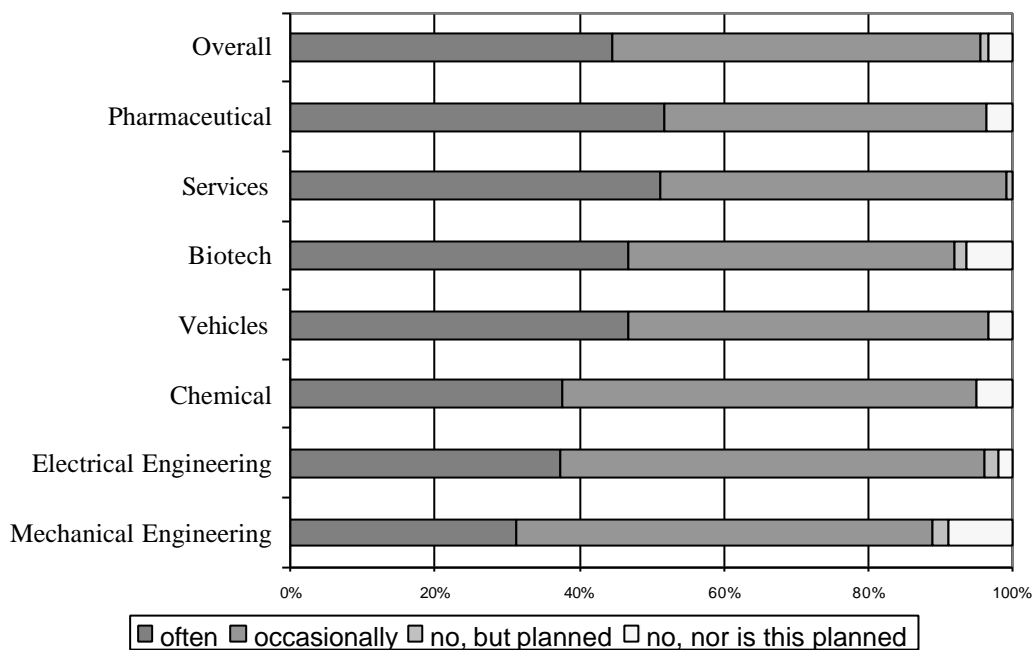 Overall
Pharmaceutical
Services
Biotech
Vehicles
Chemical
Electrical Engineering
Mechanical Engineering
0% 20% 40% 60% 80% 100%
often occasionally no, but planned no, nor is this planned